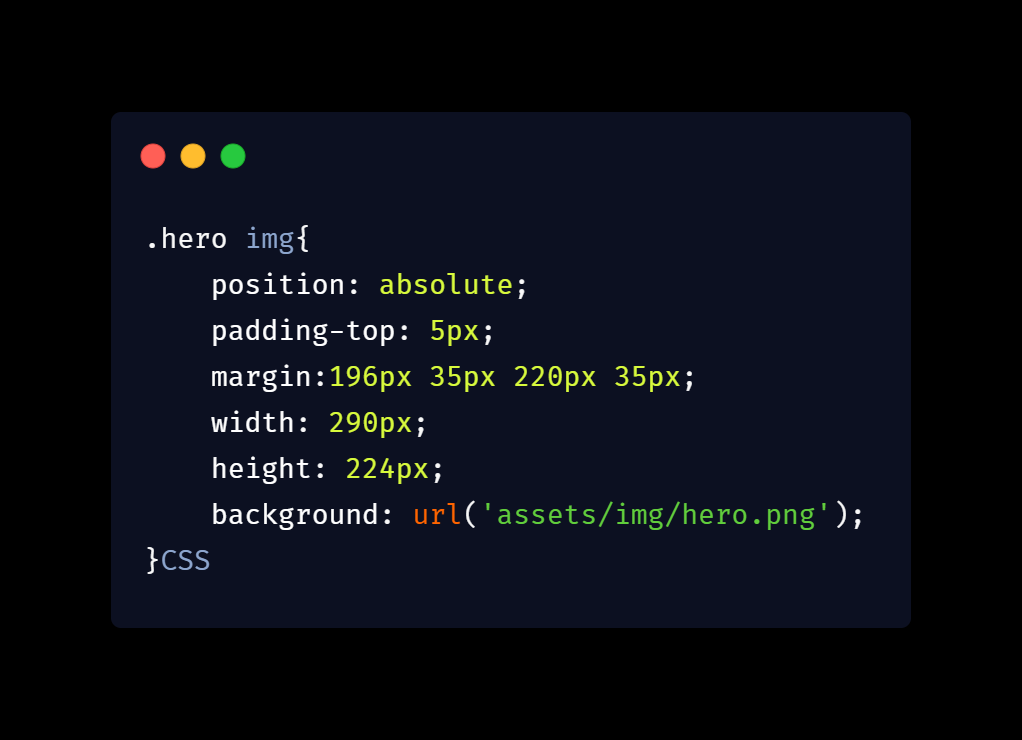 .hero img{
    position: absolute;
    padding-top: 5px;
    margin:196px 35px 220px 35px;
    width: 290px;
    height: 224px;
    background: url('assets/img/hero.png');
}CSS